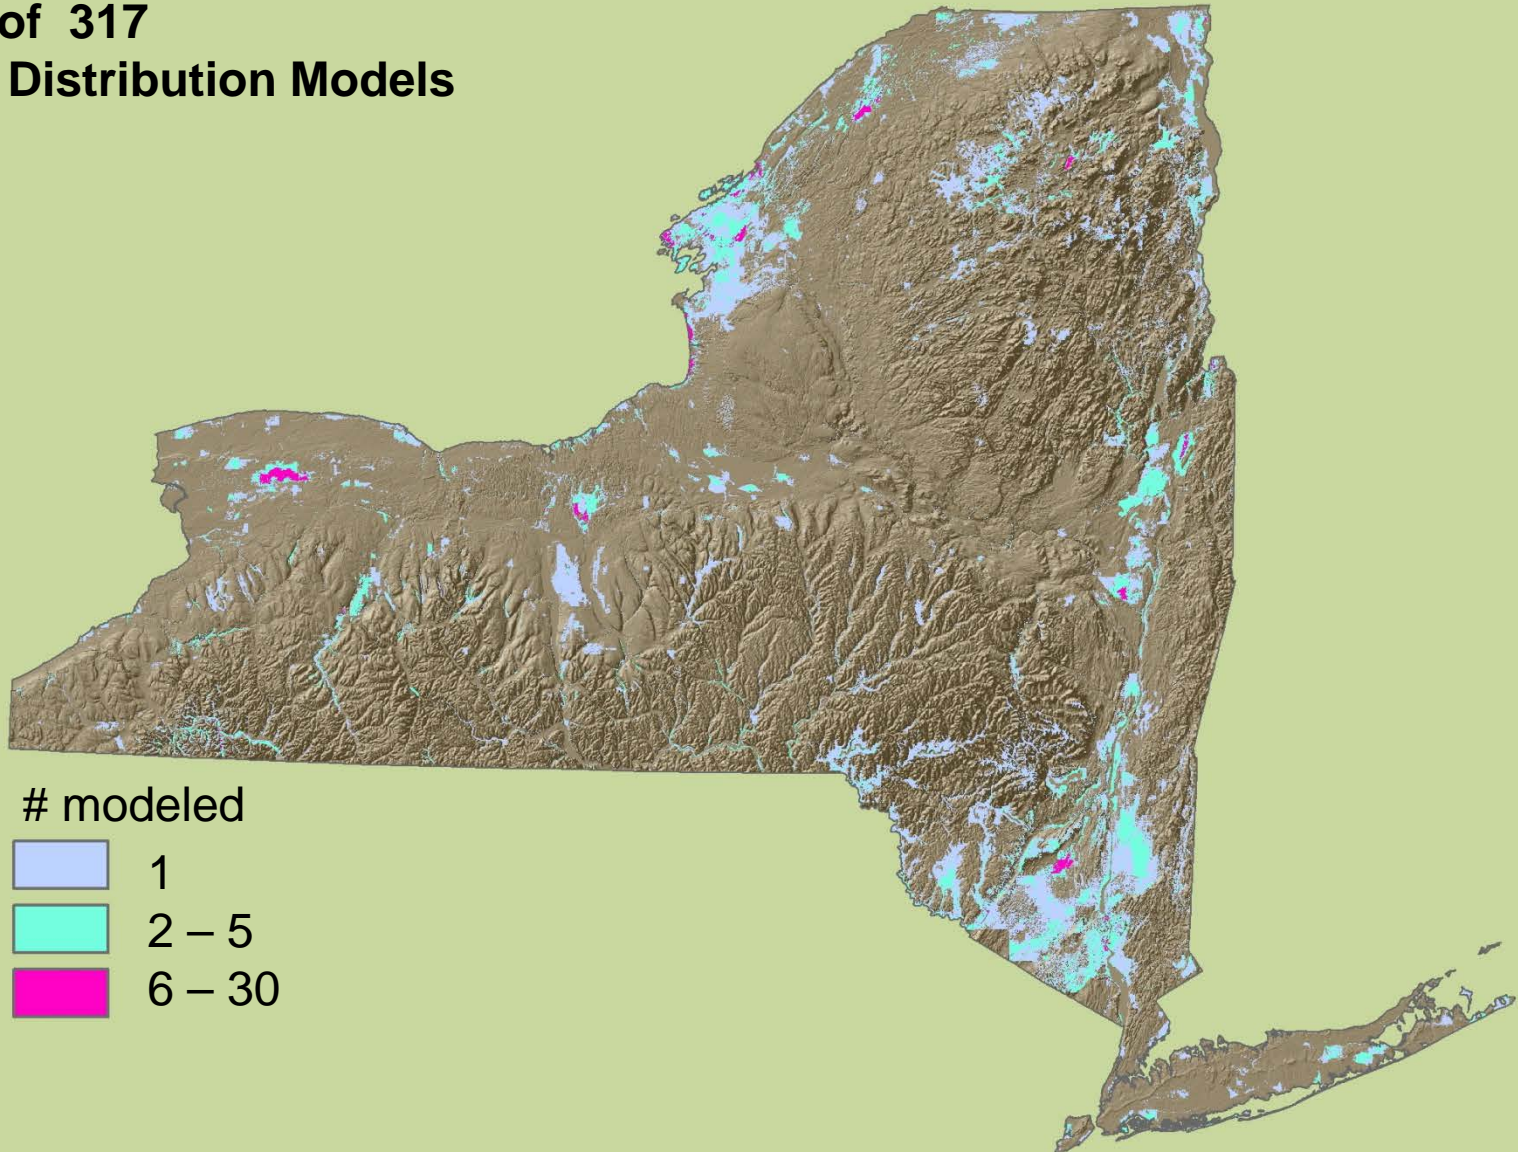 of 317
Distribution Models
# modeled
1
2 – 5
6 – 30